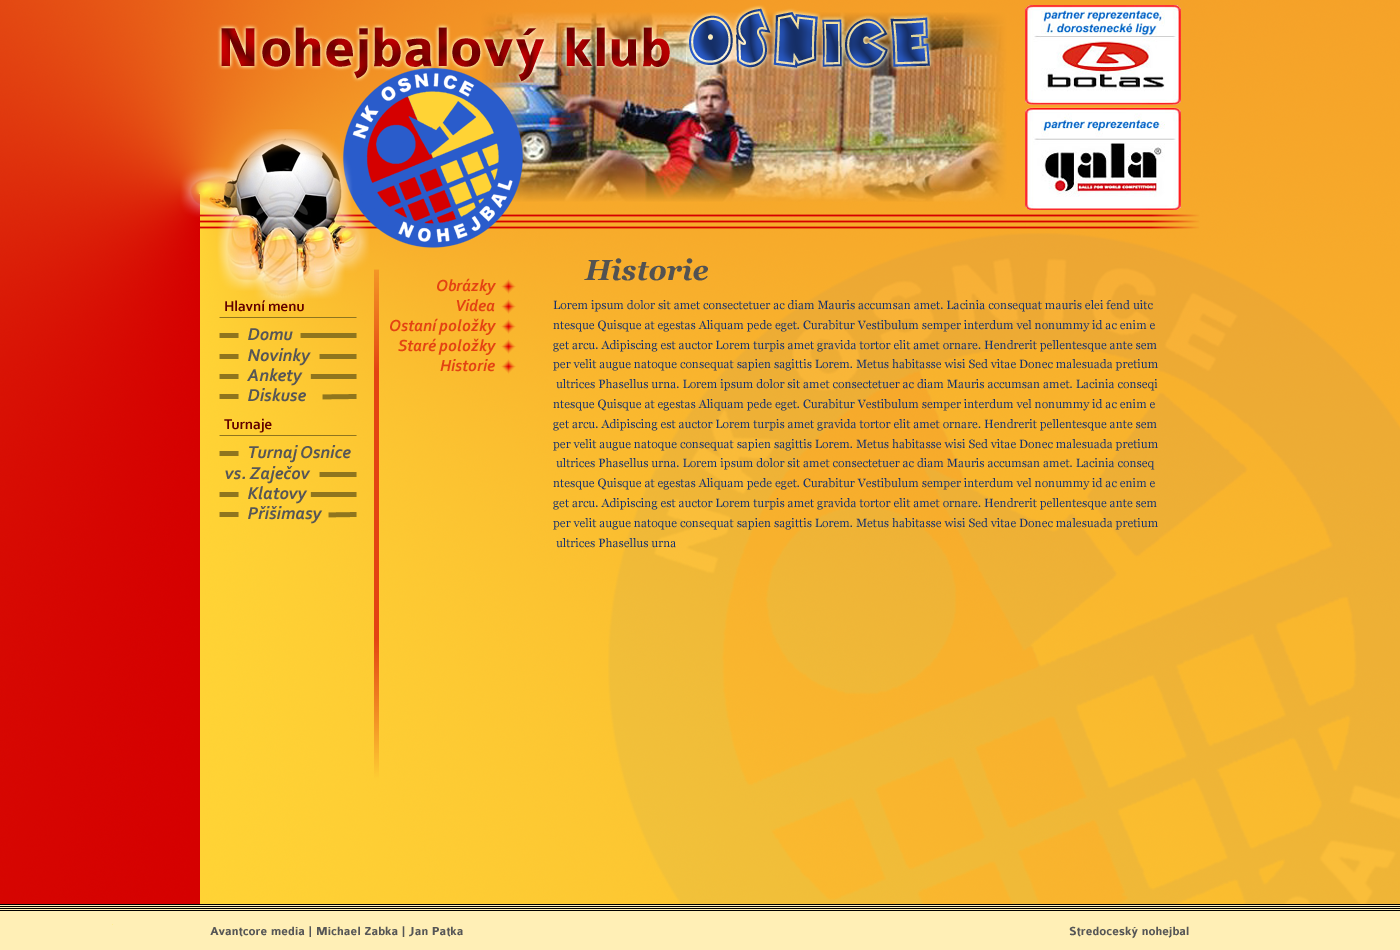 Nohejbalový klub OSNICE
partner reprezentace,
I. dorostenecké ligy
botas
partner reprezentace
gala®
BALLS FOR WORLD COMPETITIONS
NK OSNICE
NOHEJBAL
Hlavní menu
Domu
Novinky
Ankety
Diskuse
Turnaje
Turnaj Osnice
vs. Zaječov
Klatovy
Přišimasy
Obrázky
Videa
Ostaní položky
Staré položky
Historie
Historie
Lorem ipsum dolor sit amet consectetuer ac diam Mauris accumsan amet. Lacinia consequat mauris elei fend uitc
ntesque Quisque at egestas Aliquam pede eget. Curabitur Vestibulum semper interdum vel nonummy id ac enim e
get arcu. Adipiscing est auctor Lorem turpis amet gravida tortor elit amet ornare. Hendrerit pellentesque ante sem
per velit augue natoque consequat sapien sagittis Lorem. Metus habitasse wisi Sed vitae Donec malesuada pretium
ultrices Phasellus urna. Lorem ipsum dolor sit amet consectetuer ac diam Mauris accumsan amet. Lacinia conseqi
ntesque Quisque at egestas Aliquam pede eget. Curabitur Vestibulum semper interdum vel nonummy id ac enim e
get arcu. Adipiscing est auctor Lorem turpis amet gravida tortor elit amet ornare. Hendrerit pellentesque ante sem
per velit augue natoque consequat sapien sagittis Lorem. Metus habitasse wisi Sed vitae Donec malesuada pretium
ultrices Phasellus urna. Lorem ipsum dolor sit amet consectetuer ac diam Mauris accumsan amet. Lacinia conseq
ntesque Quisque at egestas Aliquam pede eget. Curabitur Vestibulum semper interdum vel nonummy id ac enim e
get arcu. Adipiscing est auctor Lorem turpis amet gravida tortor elit amet ornare. Hendrerit pellentesque ante sem
per velit augue natoque consequat sapien sagittis Lorem. Metus habitasse wisi Sed vitae Donec malesuada pretium
ultrices Phasellus urna
Avantcore media | Michael Zabka | Jan Patka
Stredoceský nohejbal